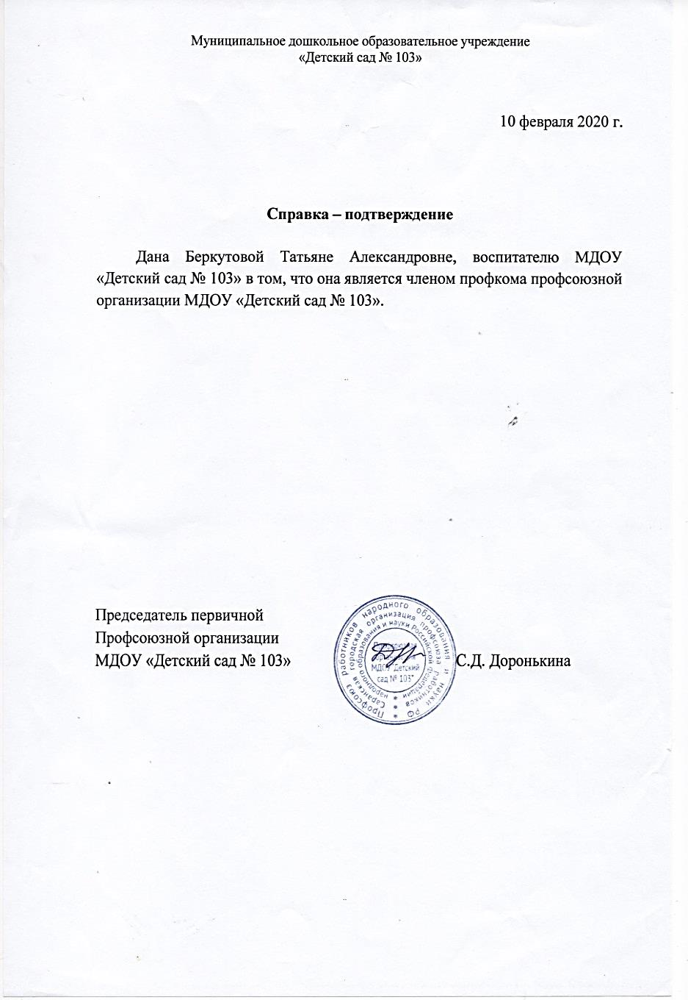 Муниципальное дошкольное образовательное учреждение
«Детский сад № 103»
10 февраля 2020 г.
Справка – подтверждение
Дана Беркутовой Татьяне Александровне, воспитателю МДОУ
«Детский сад № 103» в том, что она является членом профкома профсоюзной
организации МДОУ «Детский сад № 103».
Председатель первичной
Профсоюзной организации
МДОУ «Детский сад № 103»
С.Д. Доронькина
Профсоюз работников народного образования и науки РФ
Саранская городская организация профсоюза работников
народного образования и науки Российской Федерации
МДОУ "Детский
сад № 103"